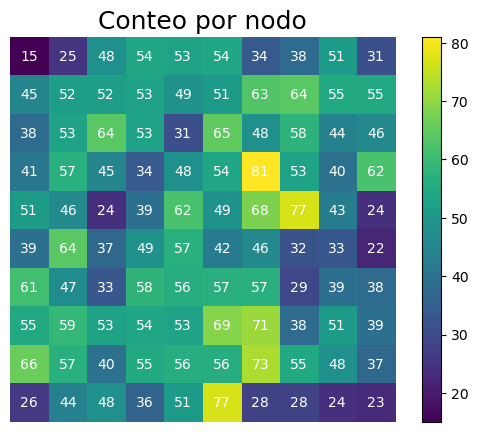 Conteo por nodo
15 25 48 54 53 54 34 38 51 31
45 52 52 53 49 51 63 64 55 55
38 53 64 53 31 65 48 58 44 46
41 57 45 34 48 54 81 53 40 62
51 46 24 39 62 49 68 77 43 24
39 64 37 49 57 42 46 32 33 22
61 47 33 58 56 57 57 29 39 38
55 59 53 54 53 69 71 38 51 39
66 57 40 55 56 56 73 55 48 37
26 44 48 36 51 77 28 28 24 23
80
70
60
50
40
30
20